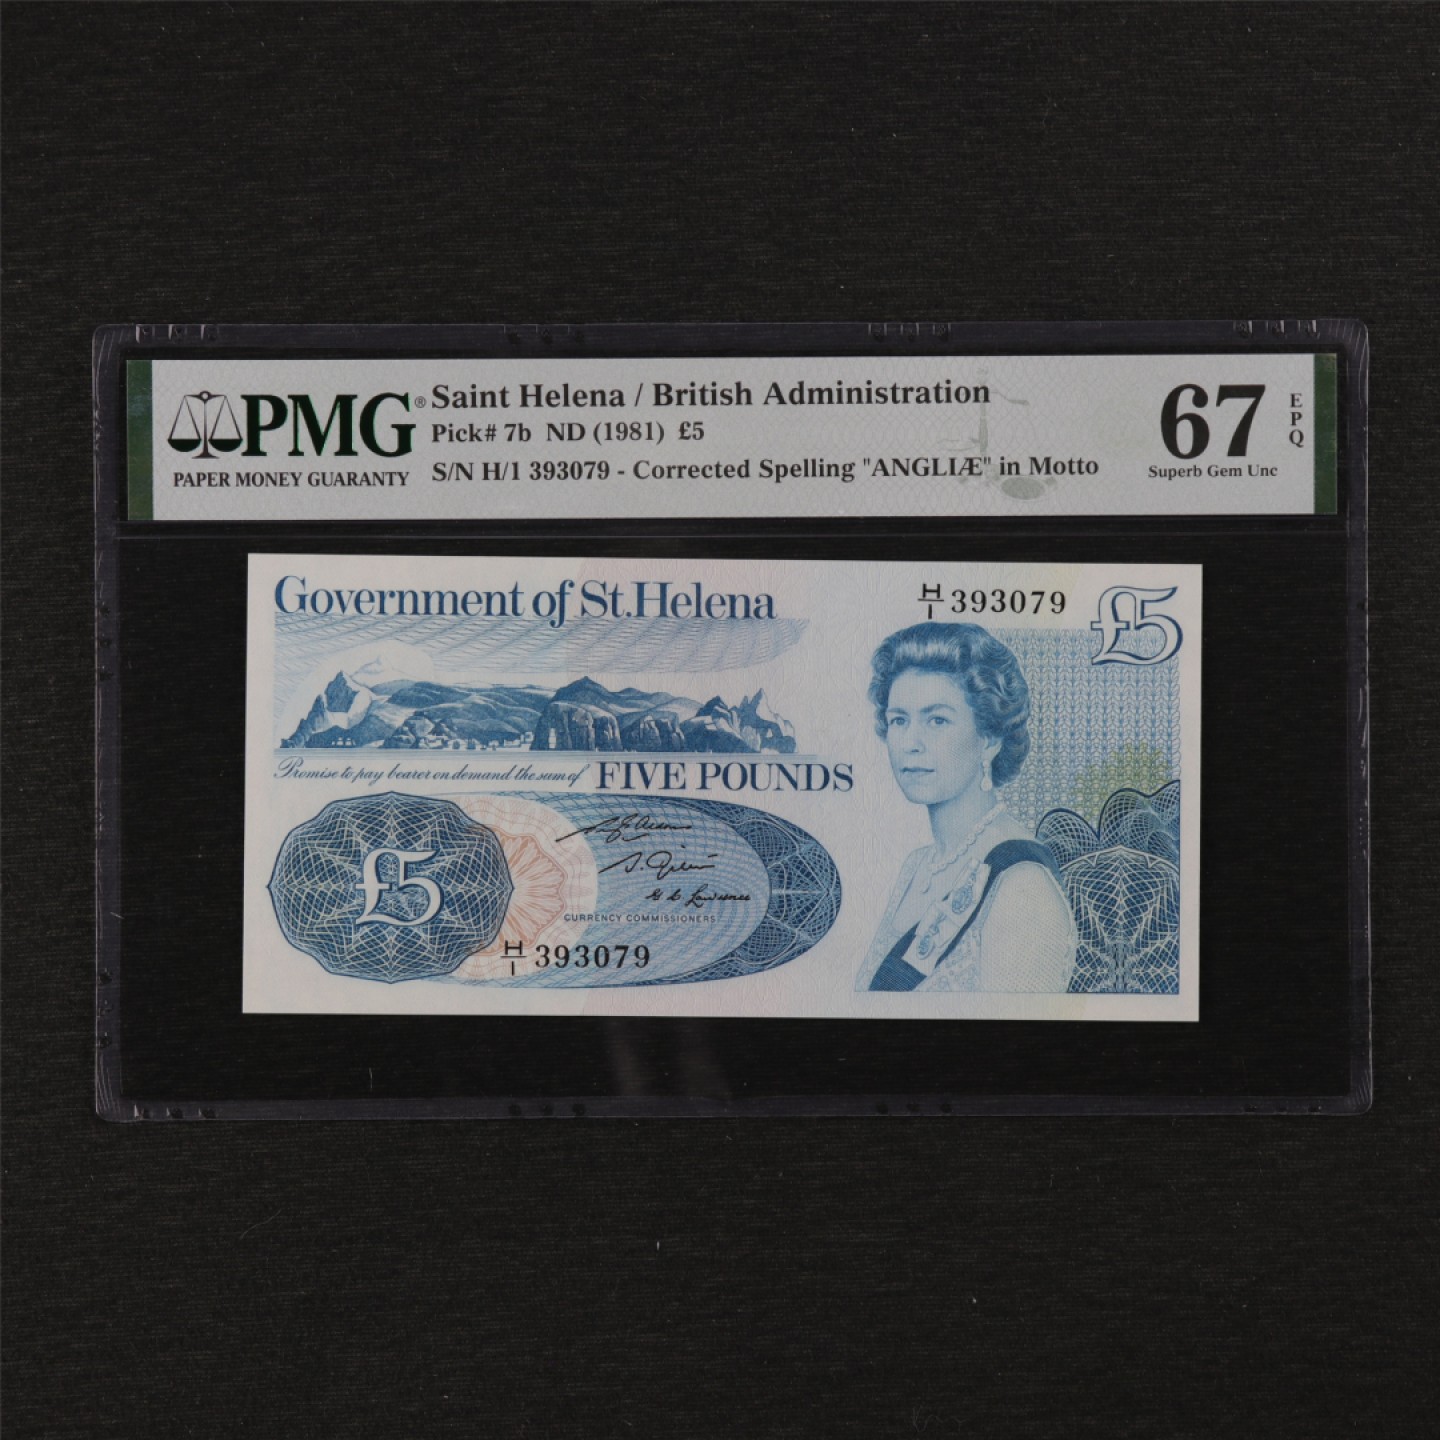 PMG®
PAPER MONEY GUARANTY
Saint Helena / British Administration
Pick# 7b ND (1981) £5
S/N H/1 393079 - Corrected Spelling "ANGLIÆ" in Motto
67
EPQ
Superb Gem Unc
Government of St.Helena
H/1 393079
£5
Promise to pay bearer on demand the sum of FIVE POUNDS
£5
CURRENCY COMMISSIONERS
H/1 393079